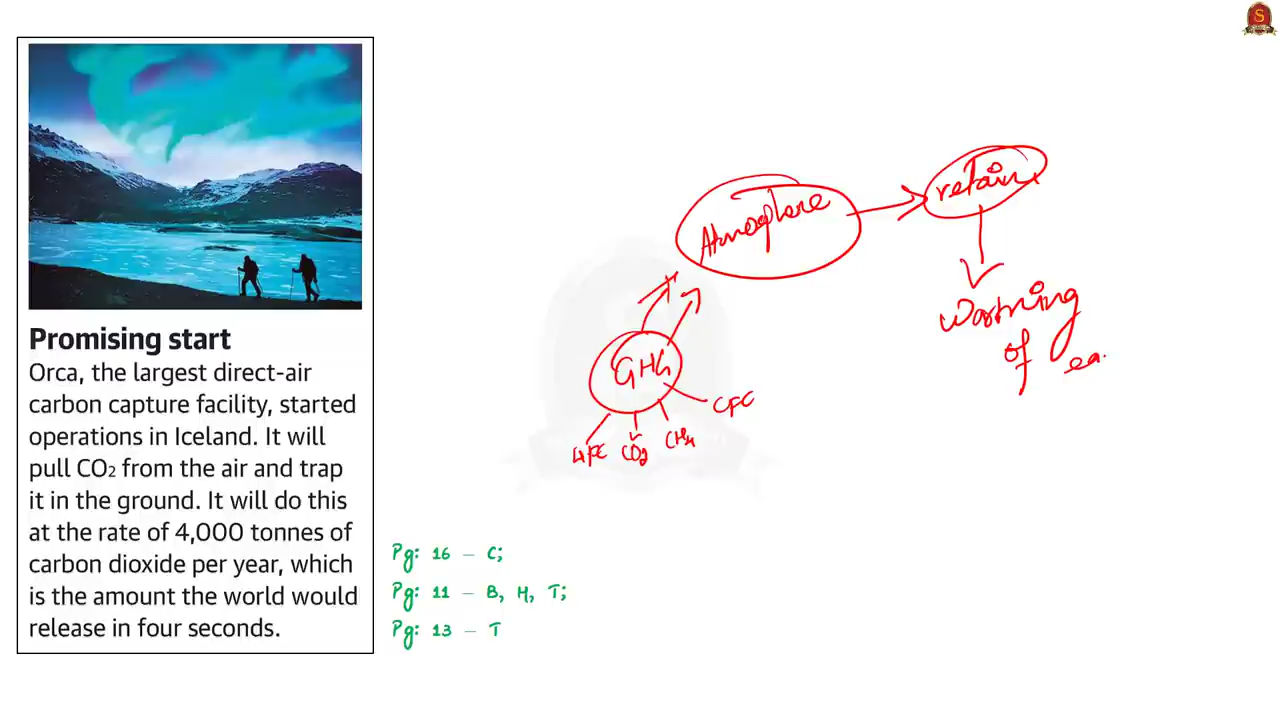 Promising start
Orca, the largest direct-air
carbon capture facility, started
operations in Iceland. It will
pull CO₂ from the air and trap
it in the ground. It will do this
at the rate of 4,000 tonnes of
carbon dioxide per year, which
is the amount the world would
release in four seconds.
Pg: 16 – C;
Pg: 11 – B, H, T;
Pg: 13 – T
Atmosphere
retain
Warming
of
ea.
GHG
CFC
HFC CO₂ CH₄
S